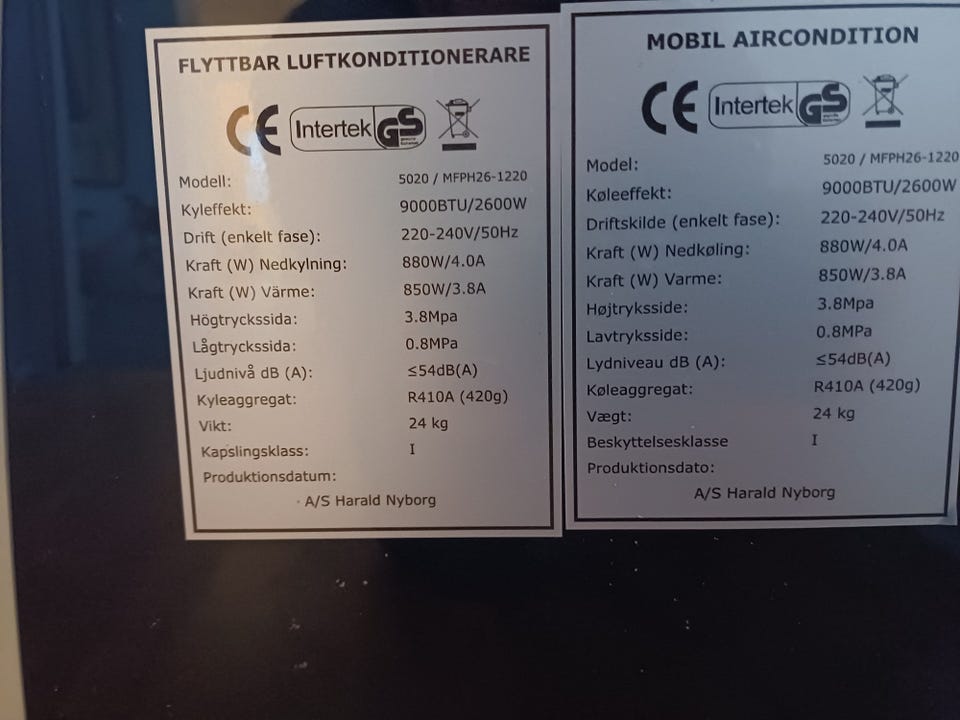 FLYTTBAR LUFTKONDITIONERARE
CE Intertek GS
Modell: 5020 / MFPH26-1220
Kyleffekt: 9000BTU/2600W
Drift (enkelt fase): 220-240V/50Hz
Kraft (W) Nedkylning: 880W/4.0A
Kraft (W) Värme: 850W/3.8A
Högtryckssida: 3.8Mpa
Lågtryckssida: 0.8MPa
Ljudnivå dB (A): ≤54dB(A)
Kyleaggregat: R410A (420g)
Vikt: 24 kg
Kapslingsklass: I
Produktionsdatum:
A/S Harald Nyborg
MOBIL AIRCONDITION
CE Intertek GS
Model: 5020 / MFPH26-1220
Køleeffekt: 9000BTU/2600W
Driftskilde (enkelt fase): 220-240V/50Hz
Kraft (W) Nedkøling: 880W/4.0A
Kraft (W) Varme: 850W/3.8A
Højtryksside: 3.8Mpa
Lavtryksside: 0.8MPa
Lydniveau dB (A): ≤54dB(A)
Køleaggregat: R410A (420g)
Vægt: 24 kg
Beskyttelsesklasse I
Produktionsdato:
A/S Harald Nyborg